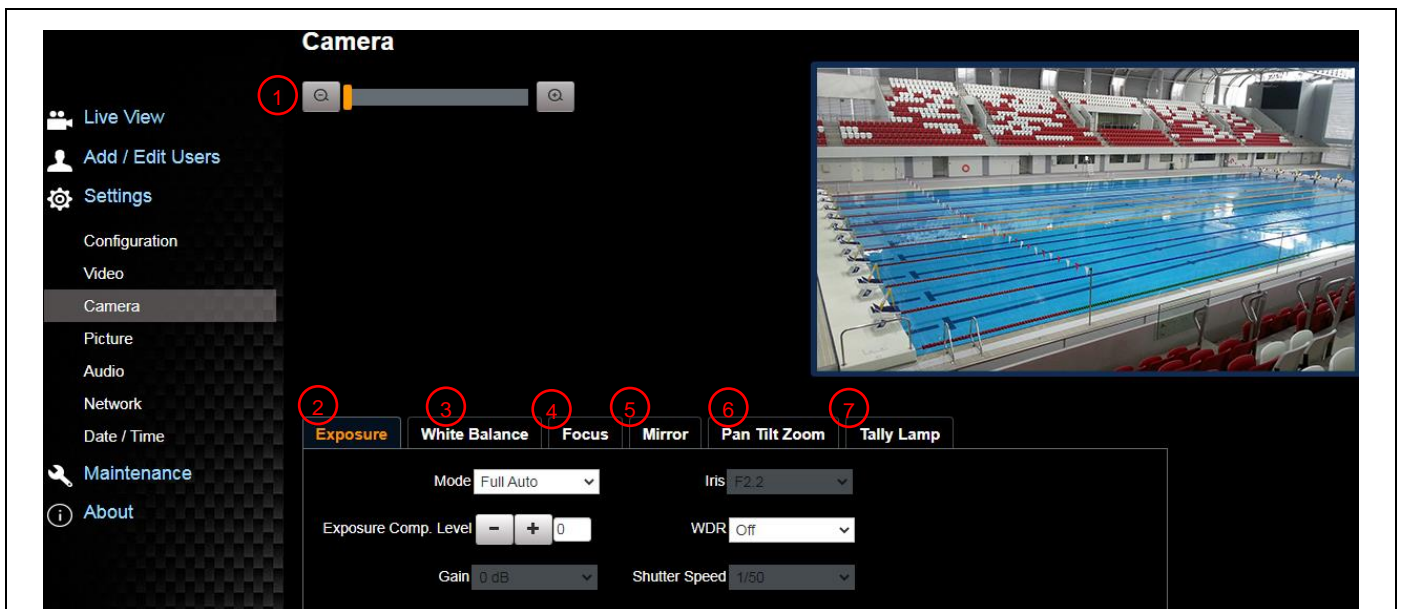 Camera
1
Live View
Add / Edit Users
Settings
Configuration
Video
Camera
Picture
Audio
Network
Date / Time
Maintenance
About
2 3 4 5 6 7
Exposure White Balance Focus Mirror Pan Tilt Zoom Tally Lamp
Mode Full Auto Iris F2.2
Exposure Comp. Level - + 0 WDR Off
Gain 0 dB Shutter Speed 1/50